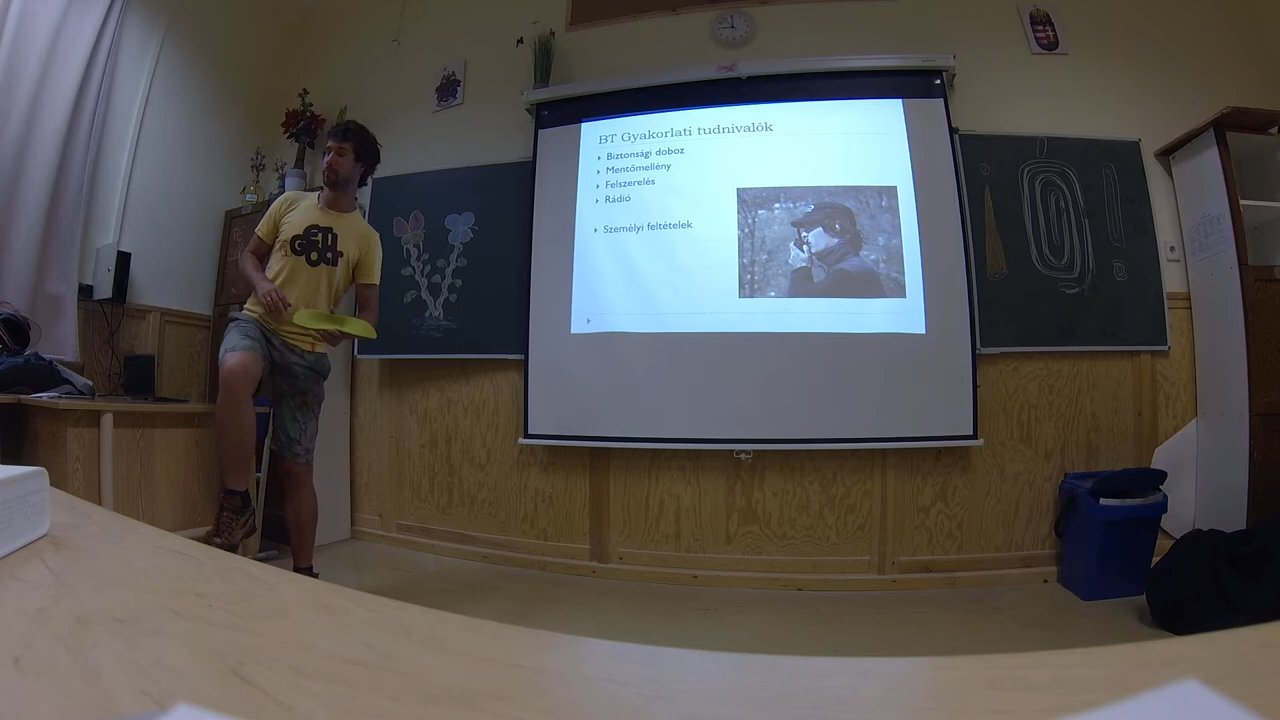 BT Gyakorlati tudnivalók
Biztonsági doboz
Mentőmellény
Felszerelés
Rádió
Személyi feltételek